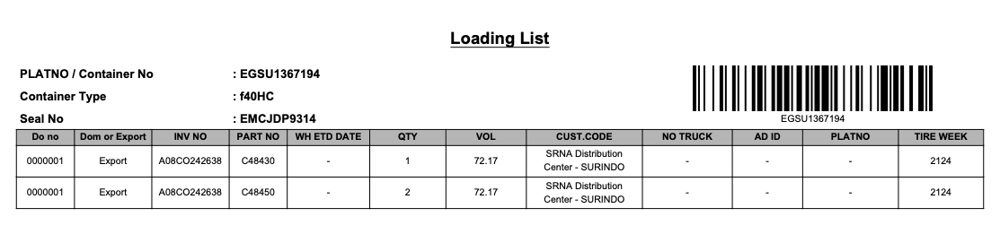 Loading List
PLATNO / Container No : EGSU1367194
Container Type : f40HC
Seal No : EMCJDP9314
EGSU1367194
Do no Dom or Export INV NO PART NO WH ETD DATE QTY VOL CUST.CODE NO TRUCK AD ID PLATNO TIRE WEEK
0000001 Export A08CO242638 C48430 - 1 72.17 SRNA Distribution Center - SURINDO - - - 2124
0000001 Export A08CO242638 C48450 - 2 72.17 SRNA Distribution Center - SURINDO - - - 2124